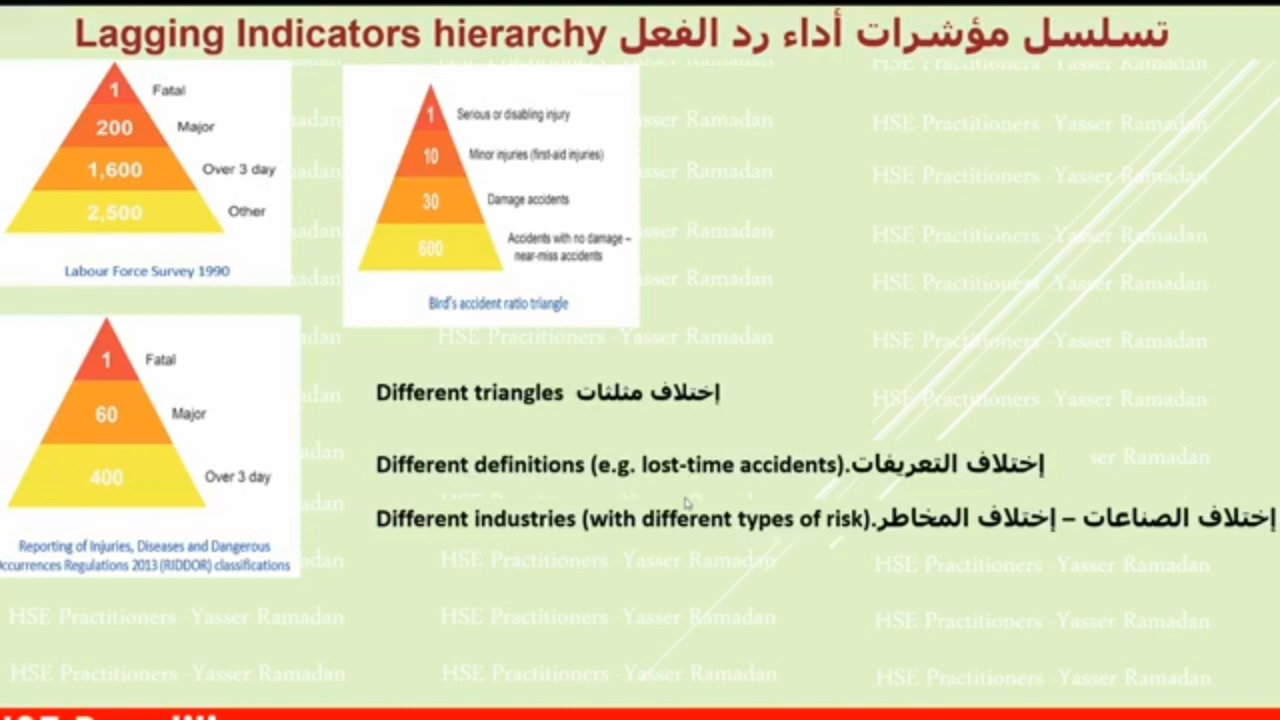 Lagging Indicators hierarchy تسلسل مؤشرات أداء رد الفعل
1 Fatal
200 Major
1,600 Over 3 day
2,500 Other
Labour Force Survey 1990
1 Serious or disabling injury
10 Minor injuries (first-aid injuries)
30 Damage accidents
600 Accidents with no damage –
near-miss accidents
Bird's accident ratio triangle
1 Fatal
60 Major
400 Over 3 day
Reporting of Injuries, Diseases and Dangerous
Occurrences Regulations 2013 (RIDDOR) classifications
Different triangles إختلاف مثلثات
Different definitions (e.g. lost-time accidents).إختلاف التعريفات
Different industries (with different types of risk).إختلاف الصناعات – إختلاف المخاطر
HSE Practitioners -Yasser Ramadan